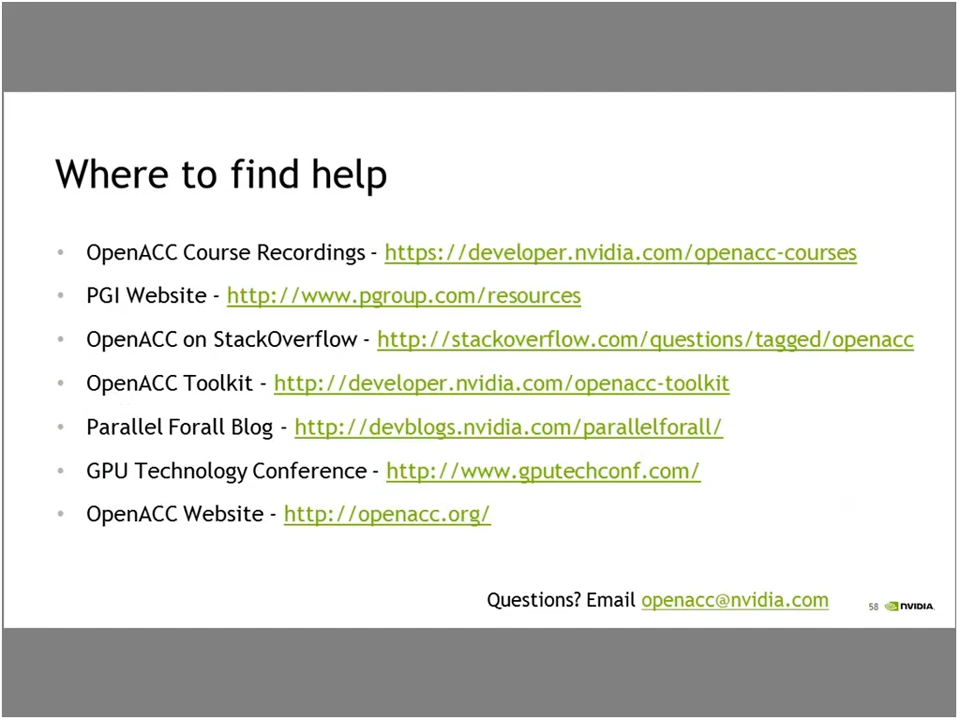 Where to find help
• OpenACC Course Recordings - https://developer.nvidia.com/openacc-courses
• PGI Website - http://www.pgroup.com/resources
• OpenACC on StackOverflow - http://stackoverflow.com/questions/tagged/openacc
• OpenACC Toolkit - http://developer.nvidia.com/openacc-toolkit
• Parallel Forall Blog - http://devblogs.nvidia.com/parallelforall/
• GPU Technology Conference - http://www.gputechconf.com/
• OpenACC Website - http://openacc.org/
Questions? Email openacc@nvidia.com
58 NVIDIA.